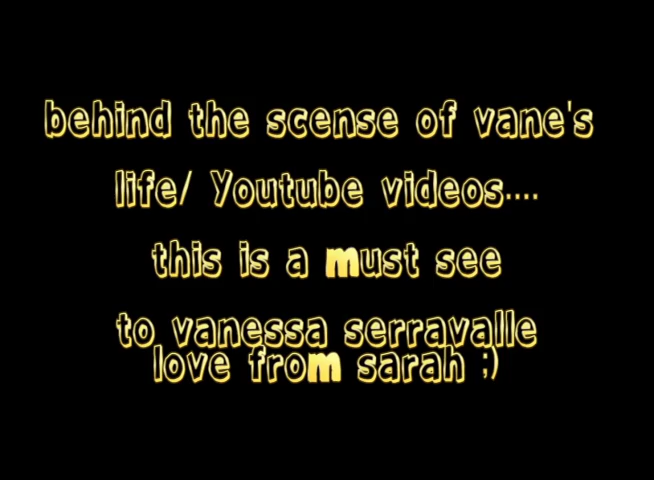 behind the scense of vane's
life/ Youtube videos....
this is a must see
to vanessa serravalle
love from sarah ;)